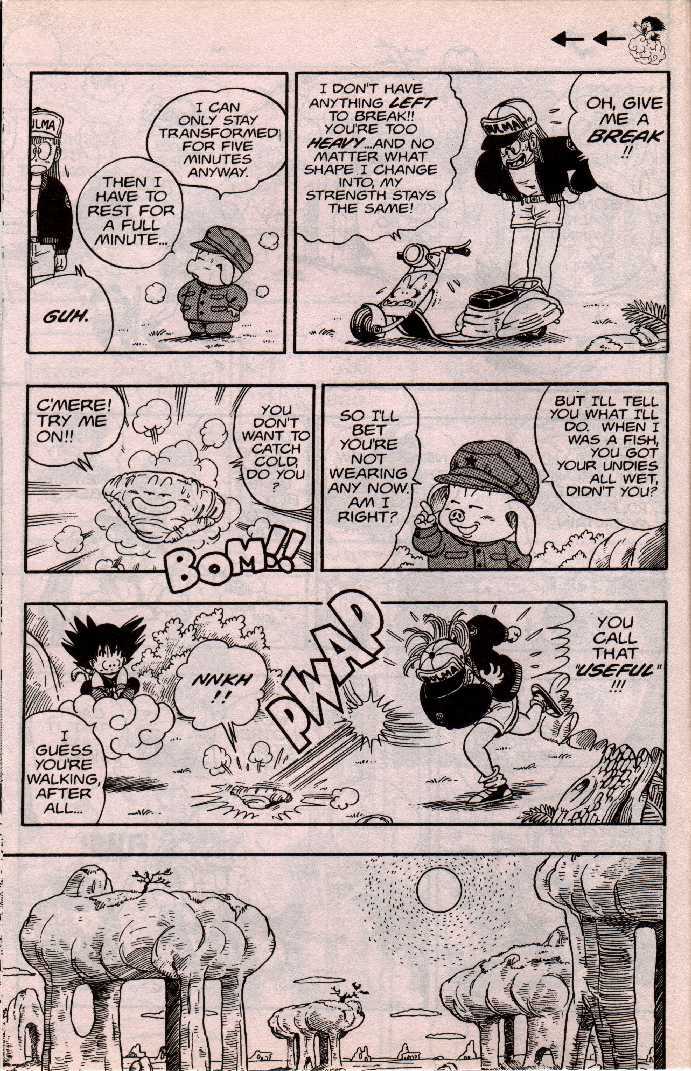 OH, GIVE
ME A
BREAK
!!
BULMA
I DON'T HAVE
ANYTHING LEFT
TO BREAK!!
YOU'RE TOO
HEAVY...AND NO
MATTER WHAT
SHAPE I CHANGE
INTO, MY
STRENGTH STAYS
THE SAME!
I CAN
ONLY STAY
TRANSFORMED
FOR FIVE
MINUTES
ANYWAY.
THEN I
HAVE TO
REST FOR
A FULL
MINUTE...
ULMA
GUH.
BUT I'LL TELL
YOU WHAT I'LL
DO. WHEN I
WAS A FISH,
YOU GOT
YOUR UNDIES
ALL WET,
DIDN'T YOU?
SO I'LL
BET
YOU'RE
NOT
WEARING
ANY NOW.
AM I
RIGHT?
YOU
DON'T
WANT TO
CATCH
COLD,
DO YOU
?
C'MERE!
TRY ME
ON!!
BOM!!
YOU
CALL
THAT
"USEFUL"
!!!
BULMA
PWAP
NNKH
!!
I
GUESS
YOU'RE
WALKING,
AFTER
ALL...